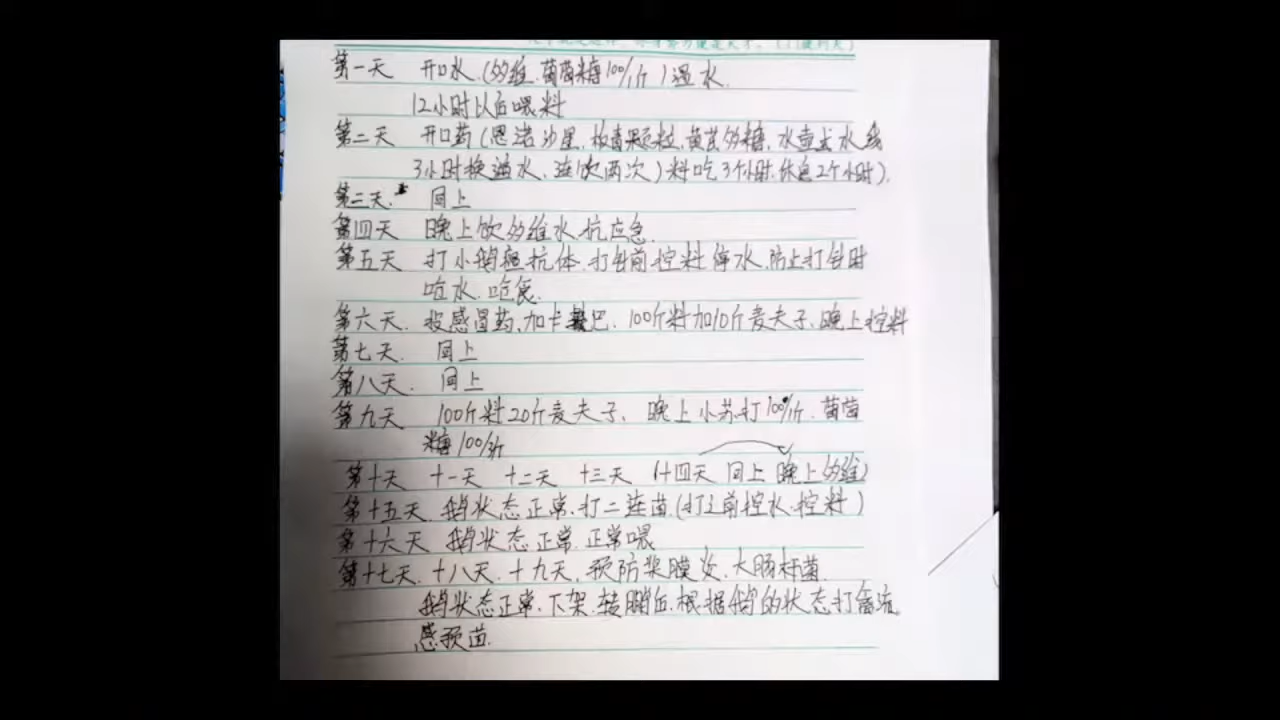 第一天 开口水.(多维.葡萄糖100/斤)温水.
12小时以后喂料
第二天 开口药(恩诺沙星,板青颗粒,黄芪多糖,水壶或水线
3小时换温水,连饮两次)料吃3个小时.休息2个小时).
第三天. 同上
第四天 晚上饮多维水.抗应急.
第五天 打小鹅瘟抗体.打针前控料停水.防止打针时
呛水.呛食.
第六天. 投感冒药,加卡巴.100斤料加10斤麦夫子.晚上控料
第七天. 同上
第八天. 同上
第九天 100斤料20斤麦夫子. 晚上小苏打100/斤.葡萄
糖100/斤
第十天 十一天 十二天 十三天 (十四天 同上 晚上多维)
第十五天.鹅状态正常.打二联苗(打之前控水.控料)
第十六天 鹅状态正常.正常喂
第十七天.十八天.十九天.预防浆膜炎.大肠杆菌.
鹅状态正常.下架.转鹏后.根据鹅的状态打禽流
感预苗.